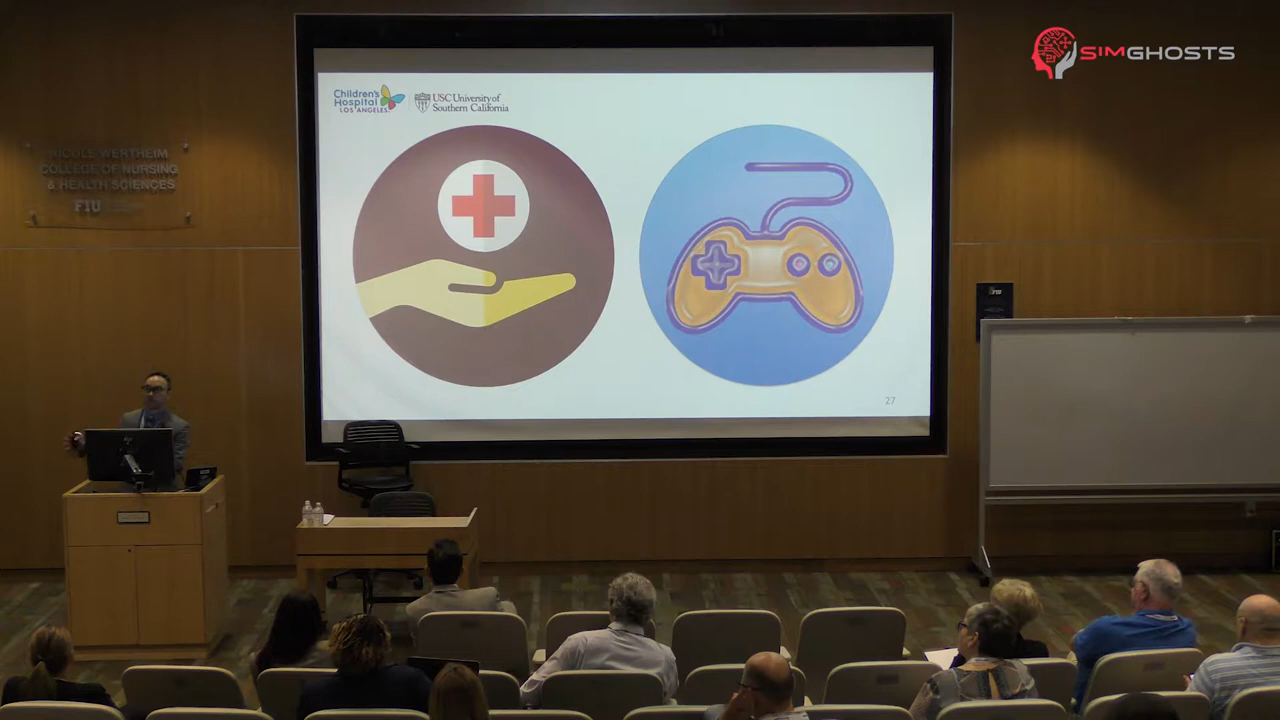 SIMGHOSTS
Children's
Hospital
LOS ANGELES
USC University of
Southern California
NICOLE WERTHEIM
COLLEGE OF NURSING
& HEALTH SCIENCES
FIU
27